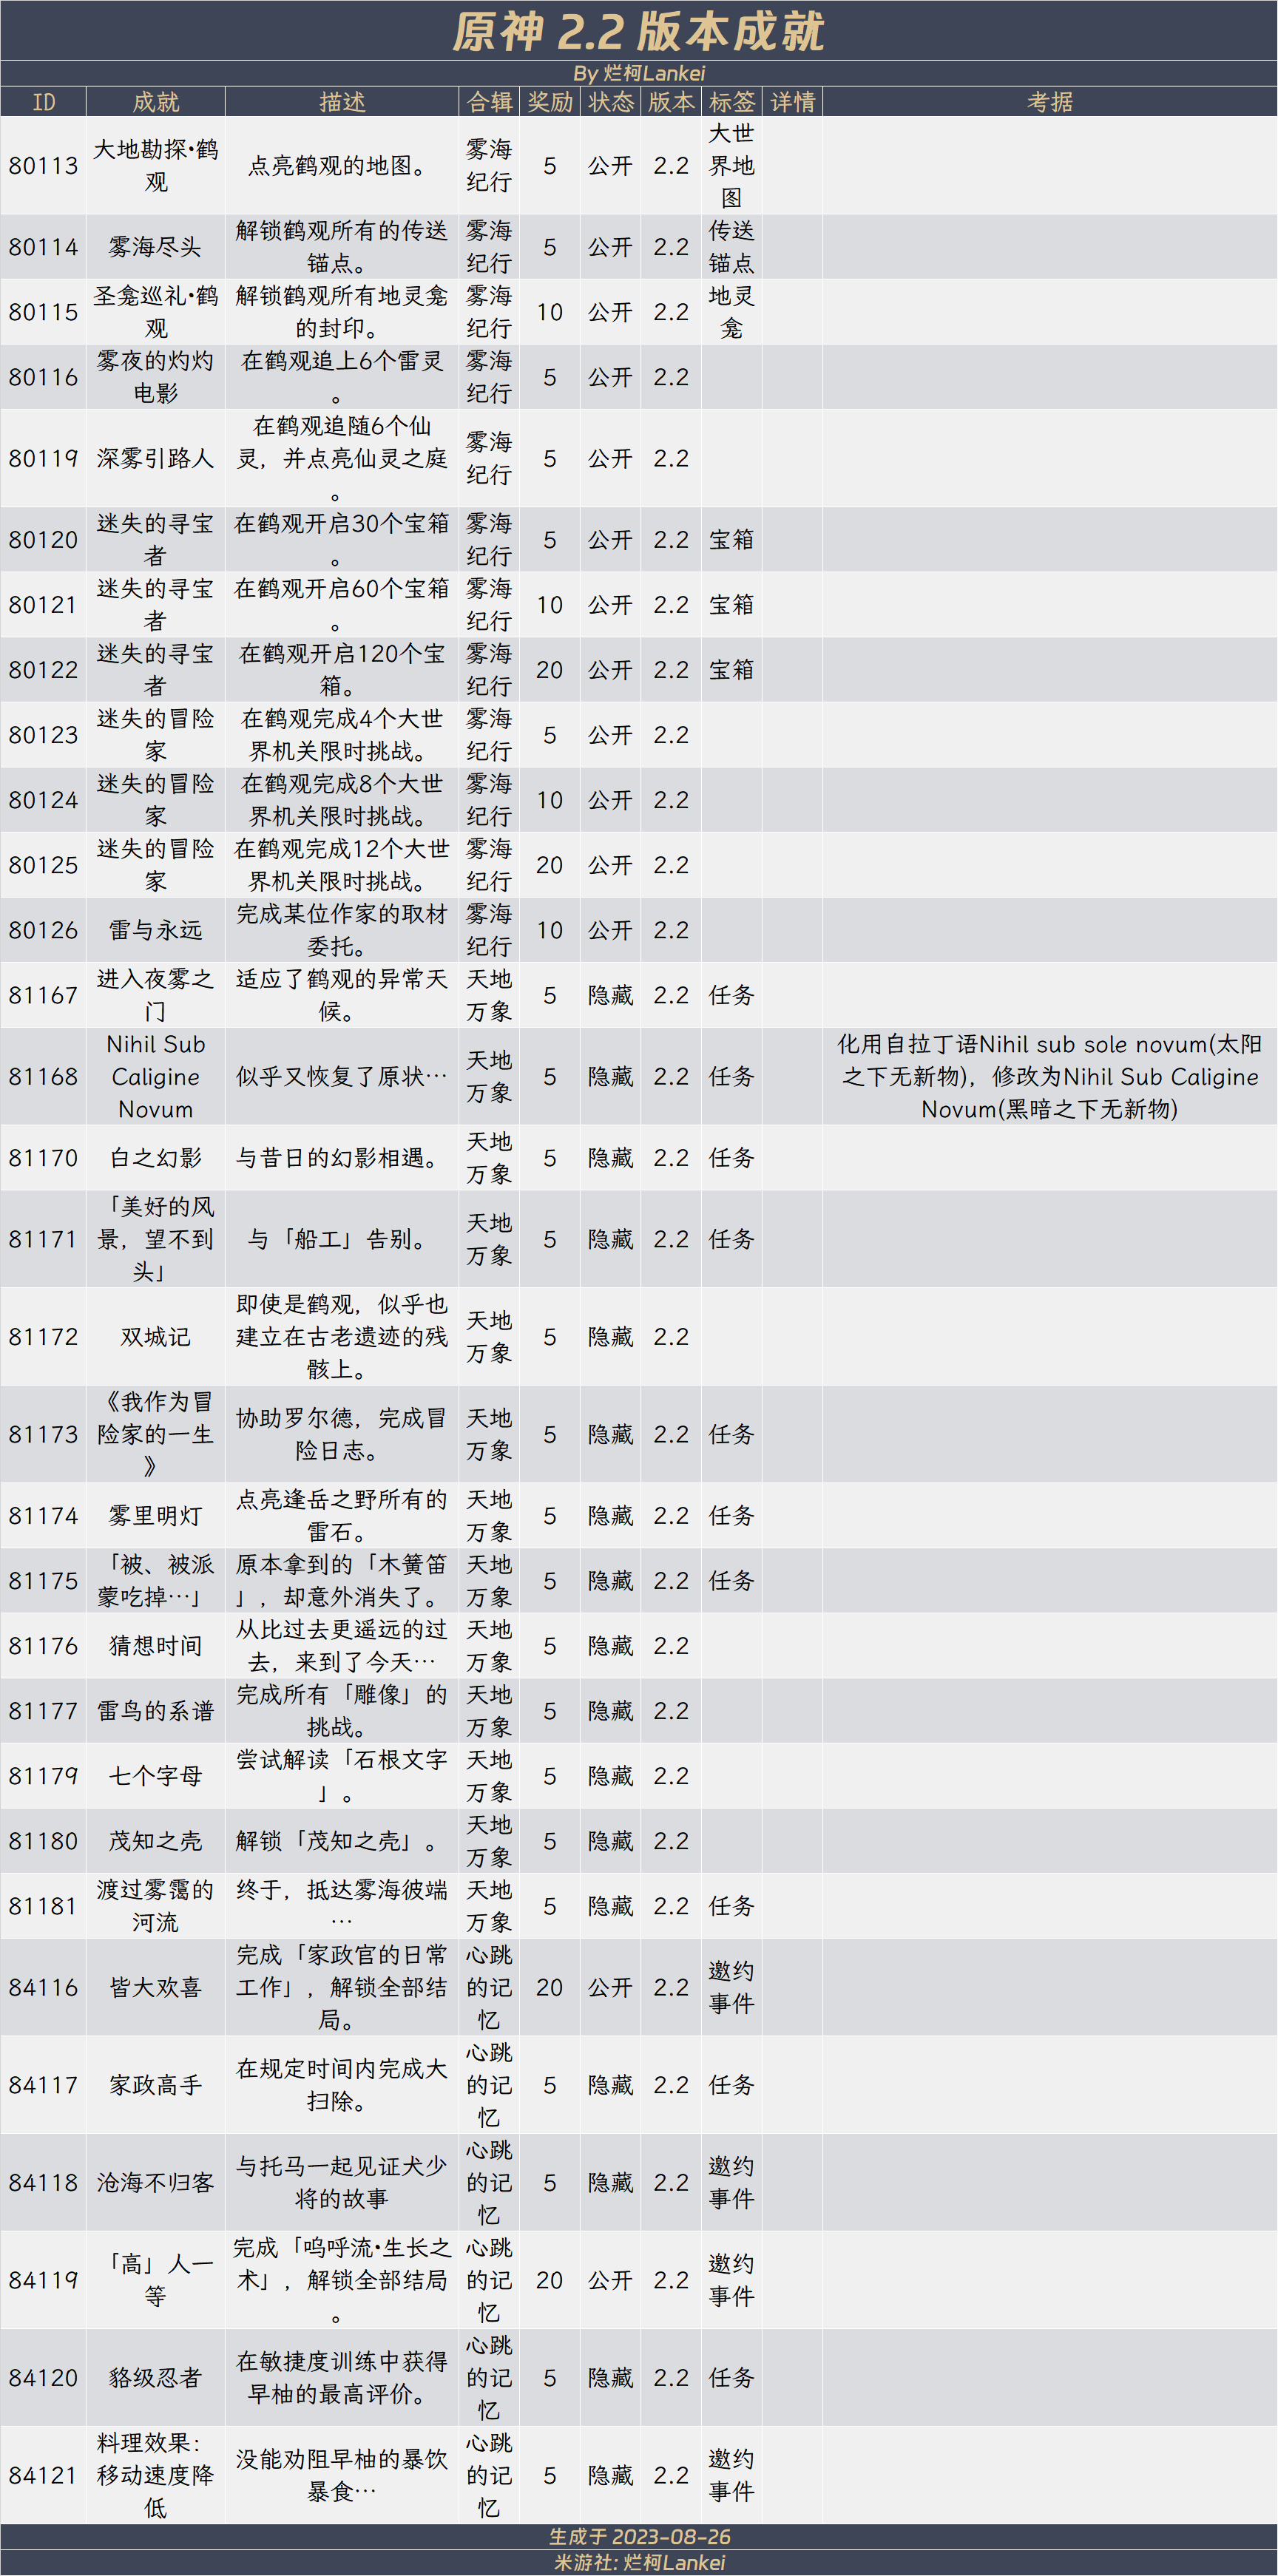 原神 2.2 版本成就
By 烂柯Lankei
ID 成就 描述 合辑 奖励 状态 版本 标签 详情 考据
80113 大地勘探•鹤观 点亮鹤观的地图。 雾海纪行 5 公开 2.2 大世界地图
80114 雾海尽头 解锁鹤观所有的传送锚点。 雾海纪行 5 公开 2.2 传送锚点
80115 圣龛巡礼•鹤观 解锁鹤观所有地灵龛的封印。 雾海纪行 10 公开 2.2 地灵龛
80116 雾夜的灼灼电影 在鹤观追上6个雷灵。 雾海纪行 5 公开 2.2
80119 深雾引路人 在鹤观追随6个仙灵，并点亮仙灵之庭。 雾海纪行 5 公开 2.2
80120 迷失的寻宝者 在鹤观开启30个宝箱。 雾海纪行 5 公开 2.2 宝箱
80121 迷失的寻宝者 在鹤观开启60个宝箱。 雾海纪行 10 公开 2.2 宝箱
80122 迷失的寻宝者 在鹤观开启120个宝箱。 雾海纪行 20 公开 2.2 宝箱
80123 迷失的冒险家 在鹤观完成4个大世界机关限时挑战。 雾海纪行 5 公开 2.2
80124 迷失的冒险家 在鹤观完成8个大世界机关限时挑战。 雾海纪行 10 公开 2.2
80125 迷失的冒险家 在鹤观完成12个大世界机关限时挑战。 雾海纪行 20 公开 2.2
80126 雷与永远 完成某位作家的取材委托。 雾海纪行 10 公开 2.2
81167 进入夜雾之门 适应了鹤观的异常天候。 天地万象 5 隐藏 2.2 任务
81168 Nihil Sub Caligine Novum 似乎又恢复了原状… 天地万象 5 隐藏 2.2 任务 化用自拉丁语Nihil sub sole novum(太阳之下无新物)，修改为Nihil Sub Caligine Novum(黑暗之下无新物)
81170 白之幻影 与昔日的幻影相遇。 天地万象 5 隐藏 2.2 任务
81171 「美好的风景，望不到头」 与「船工」告别。 天地万象 5 隐藏 2.2 任务
81172 双城记 即使是鹤观，似乎也建立在古老遗迹的残骸上。 天地万象 5 隐藏 2.2
81173 《我作为冒险家的一生》 协助罗尔德，完成冒险日志。 天地万象 5 隐藏 2.2 任务
81174 雾里明灯 点亮逢岳之野所有的雷石。 天地万象 5 隐藏 2.2 任务
81175 「被、被派蒙吃掉…」 原本拿到的「木簧笛」，却意外消失了。 天地万象 5 隐藏 2.2 任务
81176 猜想时间 从比过去更遥远的过去，来到了今天… 天地万象 5 隐藏 2.2
81177 雷鸟的系谱 完成所有「雕像」的挑战。 天地万象 5 隐藏 2.2
81179 七个字母 尝试解读「石根文字」。 天地万象 5 隐藏 2.2
81180 茂知之壳 解锁「茂知之壳」。 天地万象 5 隐藏 2.2
81181 渡过雾霭的河流 终于，抵达雾海彼端… 天地万象 5 隐藏 2.2 任务
84116 皆大欢喜 完成「家政官的日常工作」，解锁全部结局。 心跳的记忆 20 公开 2.2 邀约事件
84117 家政高手 在规定时间内完成大扫除。 心跳的记忆 5 隐藏 2.2 任务
84118 沧海不归客 与托马一起见证犬少将的故事 心跳的记忆 5 隐藏 2.2 邀约事件
84119 「高」人一等 完成「呜呼流•生长之术」，解锁全部结局。 心跳的记忆 20 公开 2.2 邀约事件
84120 貉级忍者 在敏捷度训练中获得早柚的最高评价。 心跳的记忆 5 隐藏 2.2 任务
84121 料理效果：移动速度降低 没能劝阻早柚的暴饮暴食… 心跳的记忆 5 隐藏 2.2 邀约事件
生成于 2023-08-26
米游社: 烂柯Lankei